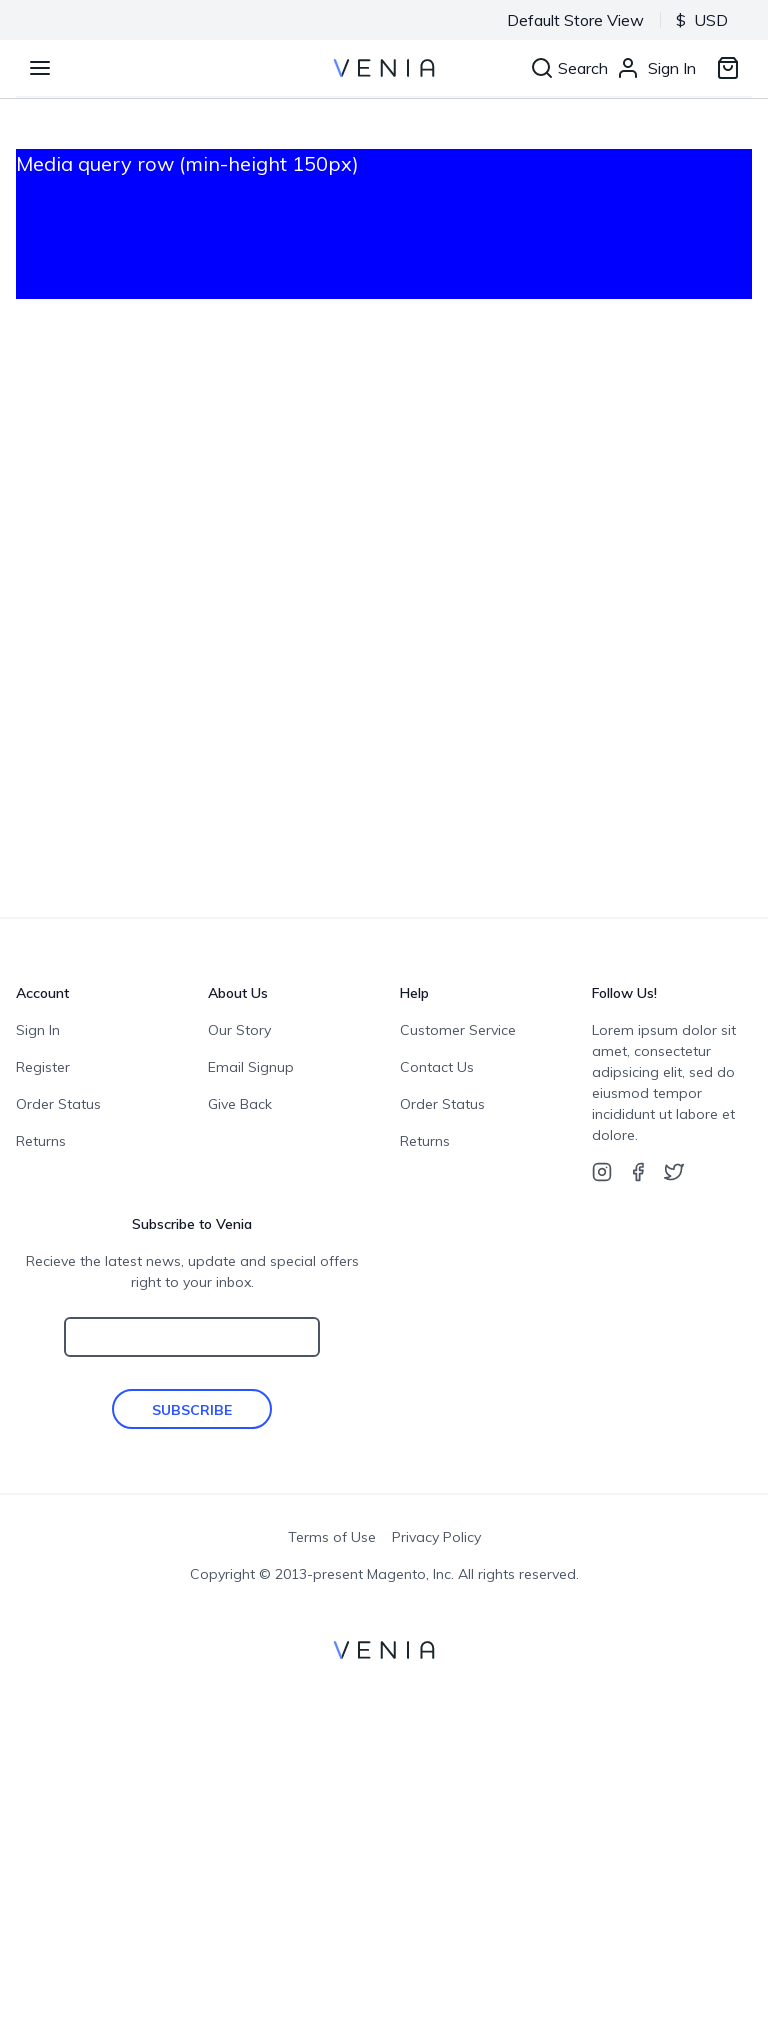 Default Store View $ USD
VENIA Search Sign In
Media query row (min-height 150px)
Account
Sign In
Register
Order Status
Returns
About Us
Our Story
Email Signup
Give Back
Help
Customer Service
Contact Us
Order Status
Returns
Follow Us!
Lorem ipsum dolor sit
amet, consectetur
adipsicing elit, sed do
eiusmod tempor
incididunt ut labore et
dolore.
Subscribe to Venia
Recieve the latest news, update and special offers
right to your inbox.
SUBSCRIBE
Terms of Use Privacy Policy
Copyright © 2013-present Magento, Inc. All rights reserved.
VENIA